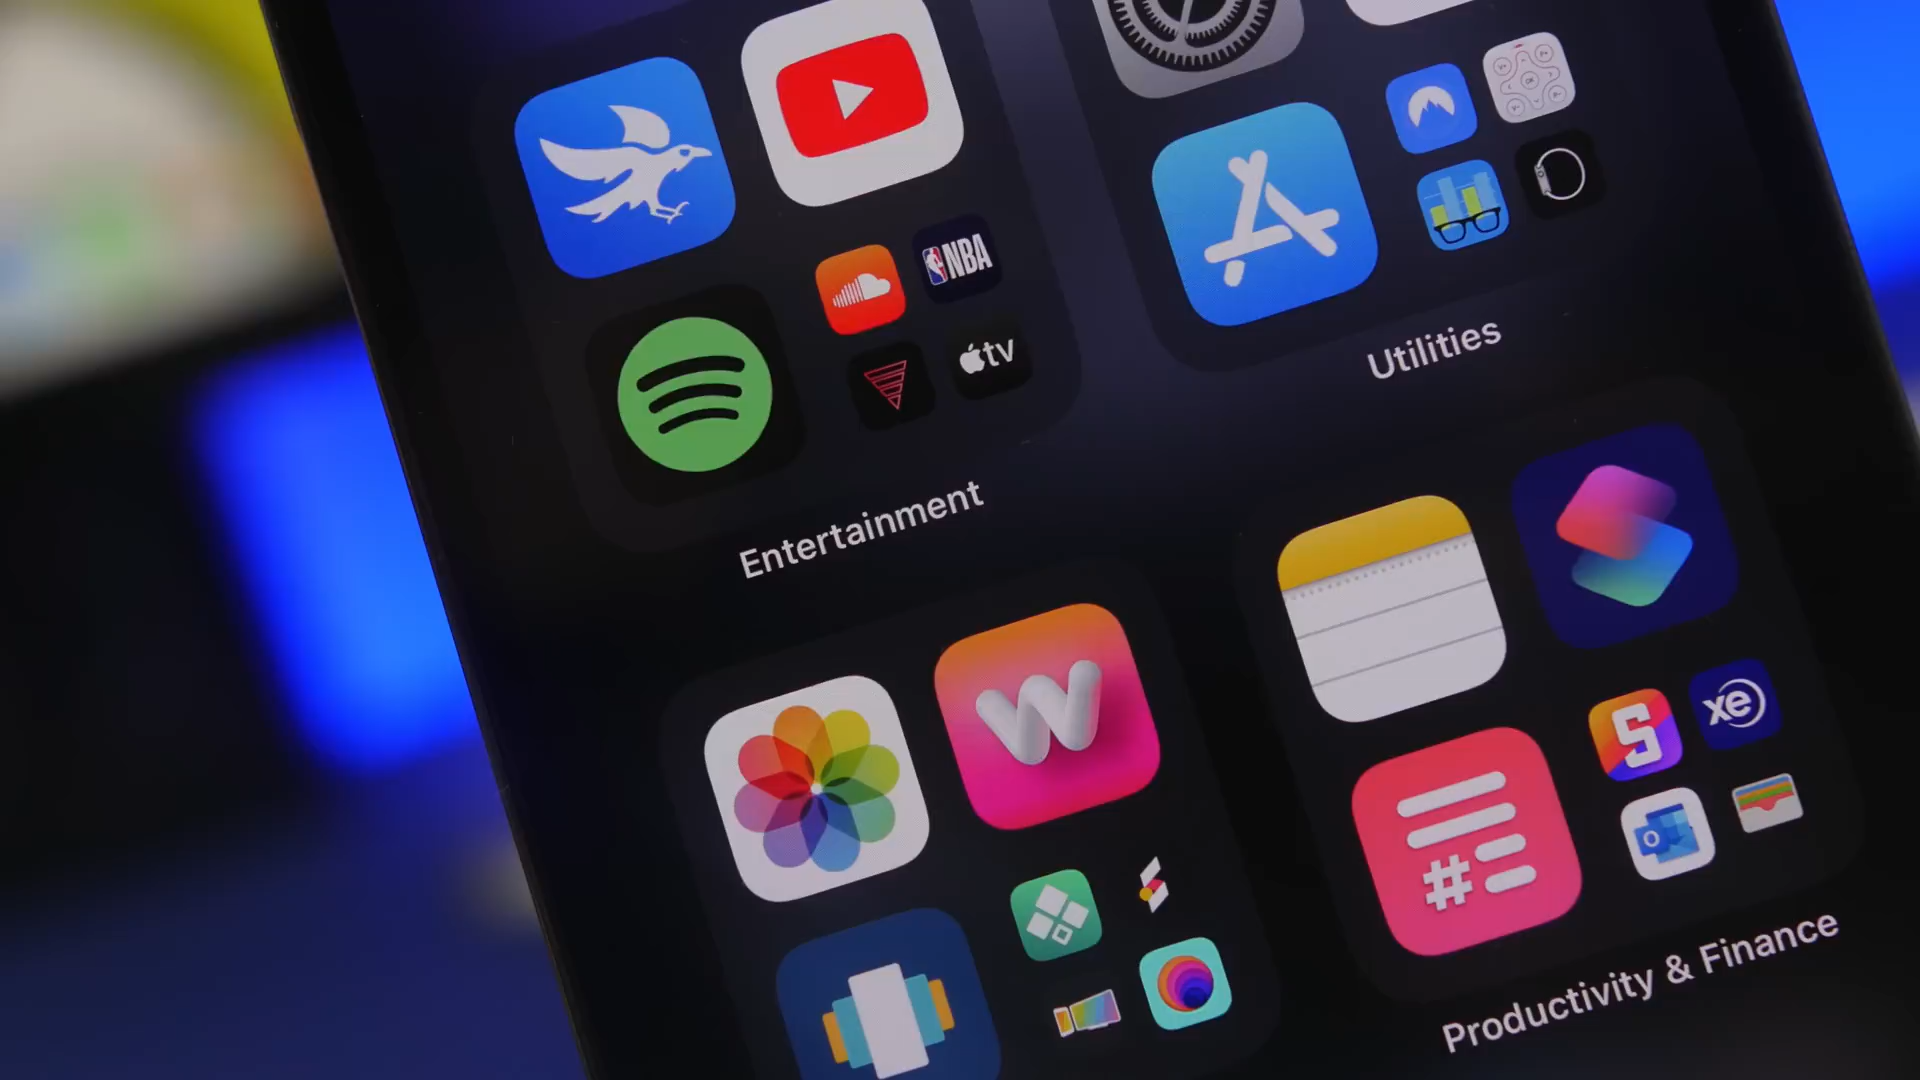 NBA
tv
Utilities
Entertainment
W
S
xe
#
O
Productivity & Finance